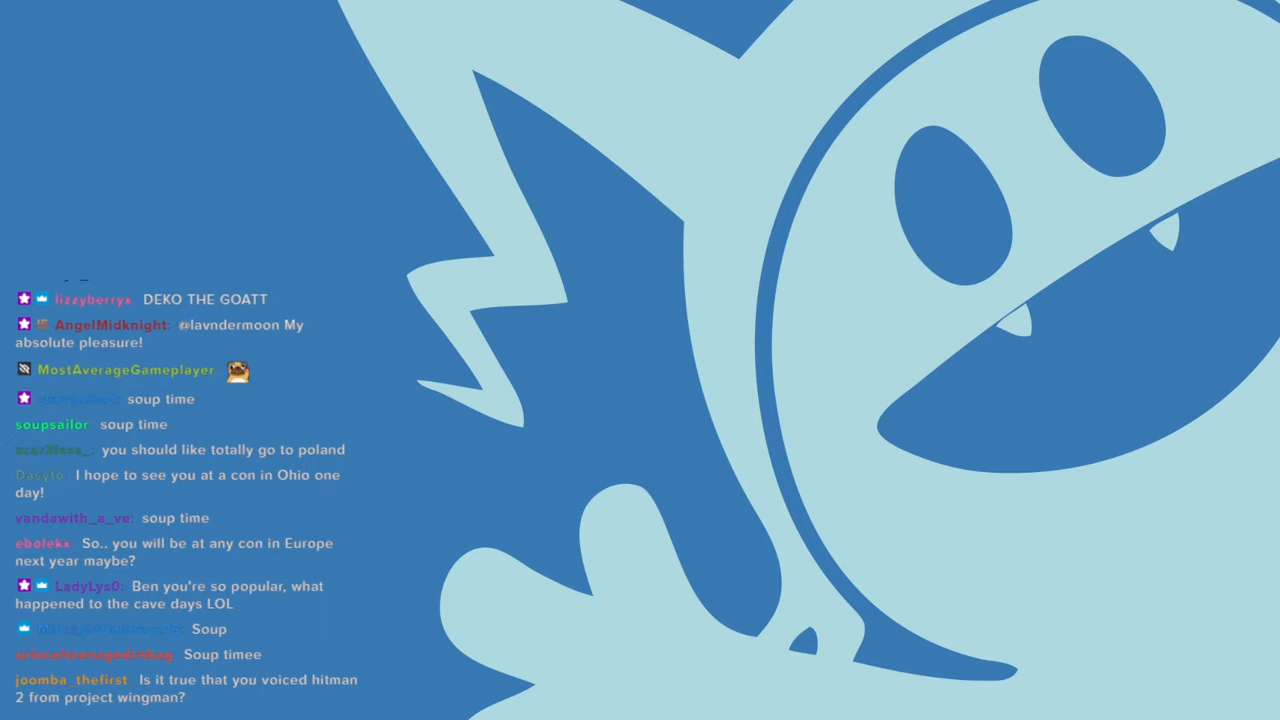 lizzyberryx DEKO THE GOATT
AngelMidknight: @lavndermoon My
absolute pleasure!
MostAverageGameplayer
soup time
soupsailor soup time
you should like totally go to poland
Dasyto: I hope to see you at a con in Ohio one
day!
vandawith_a_ve: soup time
ebolekx So.. you will be at any con in Europe
next year maybe?
LadyLys0: Ben you're so popular, what
happened to the cave days LOL
Soup
Soup timee
joomba_thefirst Is it true that you voiced hitman
2 from project wingman?